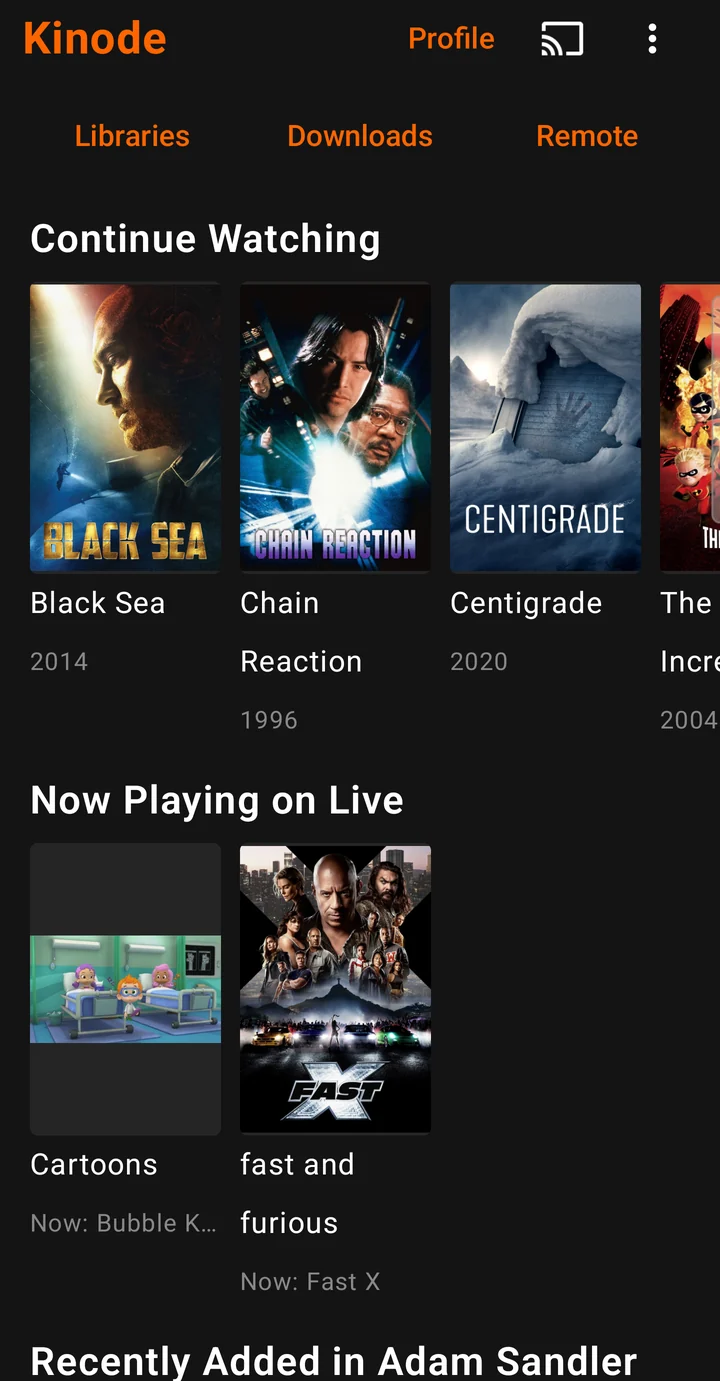 Kinode
Profile
Libraries
Downloads
Remote
Continue Watching
BLACK SEA
CHAIN REACTION
CENTIGRADE
TH
Black Sea
2014
Chain
Reaction
1996
Centigrade
2020
The
Incre
2004
Now Playing on Live
FAST
X
Cartoons
Now: Bubble K...
fast and
furious
Now: Fast X
Recently Added in Adam Sandler